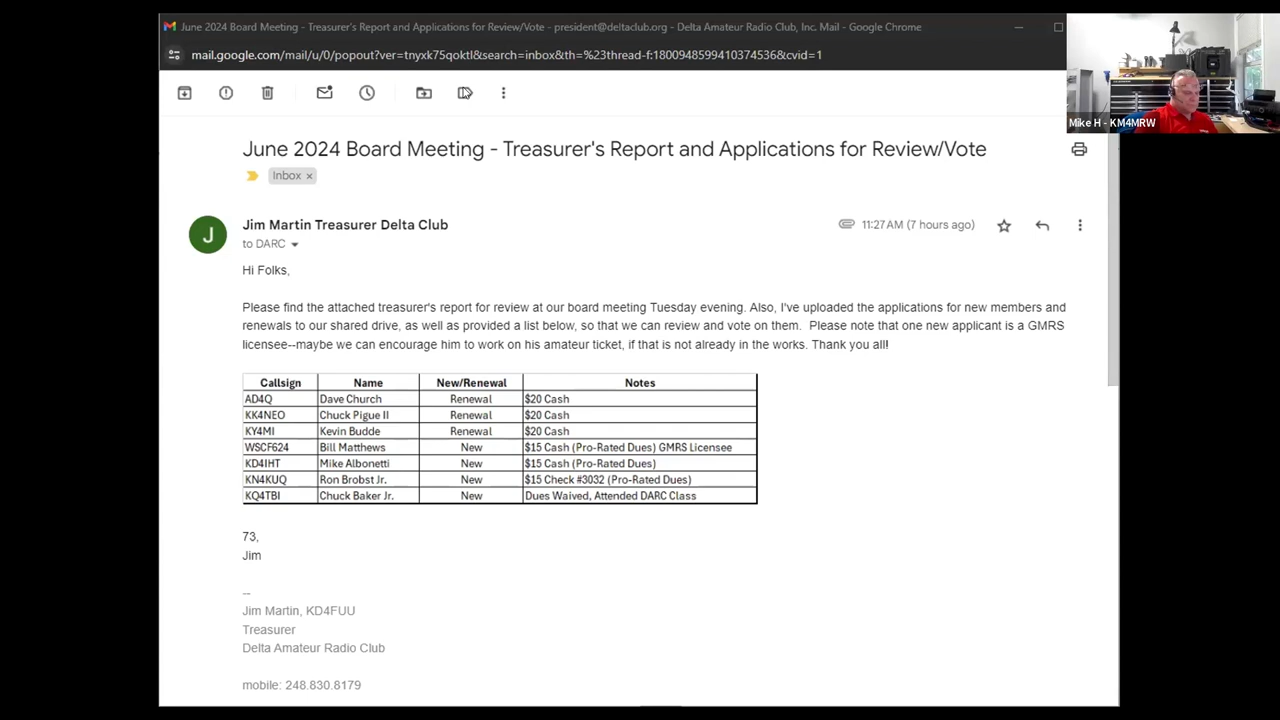 June 2024 Board Meeting - Treasurer's Report and Applications for Review/Vote - president@deltaclub.org - Delta Amateur Radio Club, Inc. Mail - Google Chrome
mail.google.com/mail/u/0/popout?ver=tnyxk75qoktl&search=inbox&th=%23thread-f:1800948599410374536&cvid=1
Mike H - KM4MRW
June 2024 Board Meeting - Treasurer's Report and Applications for Review/Vote
Inbox ×
J
Jim Martin Treasurer Delta Club
11:27 AM (7 hours ago)
to DARC
Hi Folks,
Please find the attached treasurer's report for review at our board meeting Tuesday evening. Also, I've uploaded the applications for new members and
renewals to our shared drive, as well as provided a list below, so that we can review and vote on them.  Please note that one new applicant is a GMRS
licensee--maybe we can encourage him to work on his amateur ticket, if that is not already in the works. Thank you all!
Callsign Name New/Renewal Notes
AD4Q Dave Church Renewal $20 Cash
KK4NEO Chuck Pigue II Renewal $20 Cash
KY4MI Kevin Budde Renewal $20 Cash
WSCF624 Bill Matthews New $15 Cash (Pro-Rated Dues) GMRS Licensee
KD4IHT Mike Albonetti New $15 Cash (Pro-Rated Dues)
KN4KUQ Ron Brobst Jr. New $15 Check #3032 (Pro-Rated Dues)
KQ4TBI Chuck Baker Jr. New Dues Waived, Attended DARC Class
73,
Jim
--
Jim Martin, KD4FUU
Treasurer
Delta Amateur Radio Club
mobile: 248.830.8179